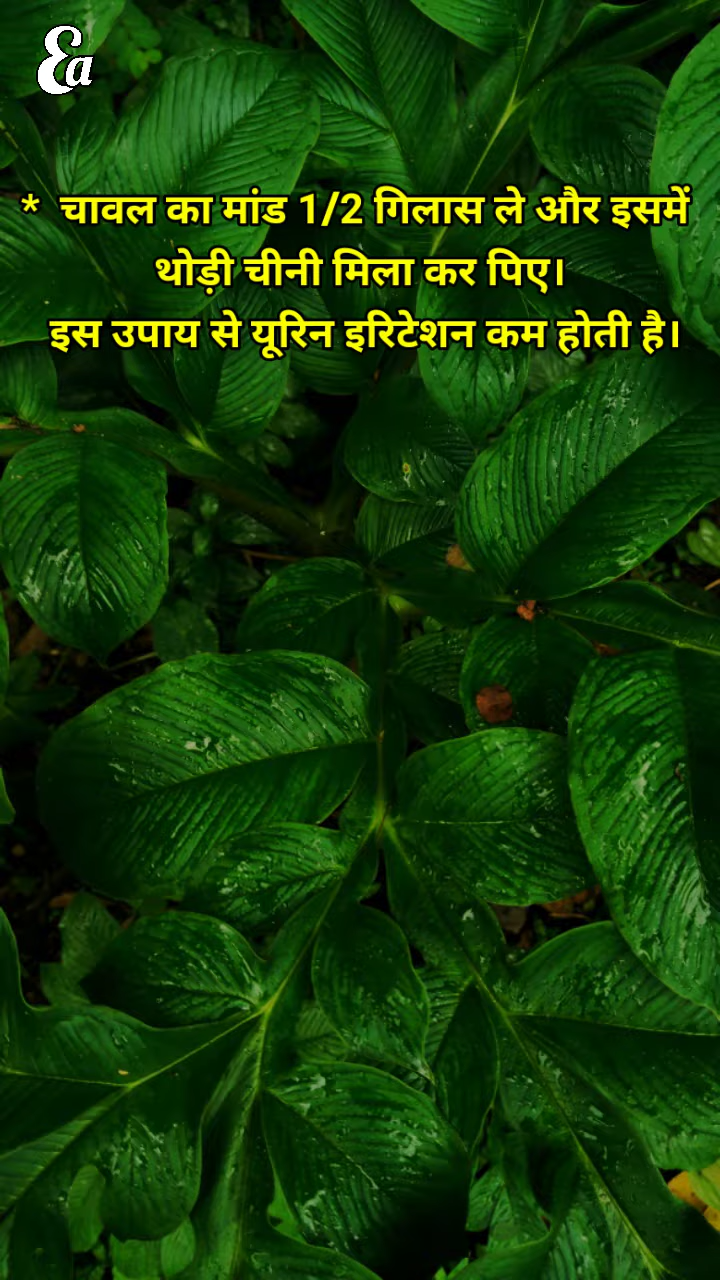 Ea
* चावल का मांड 1/2 गिलास ले और इसमें
थोड़ी चीनी मिला कर पिए।
इस उपाय से यूरिन इरिटेशन कम होती है।